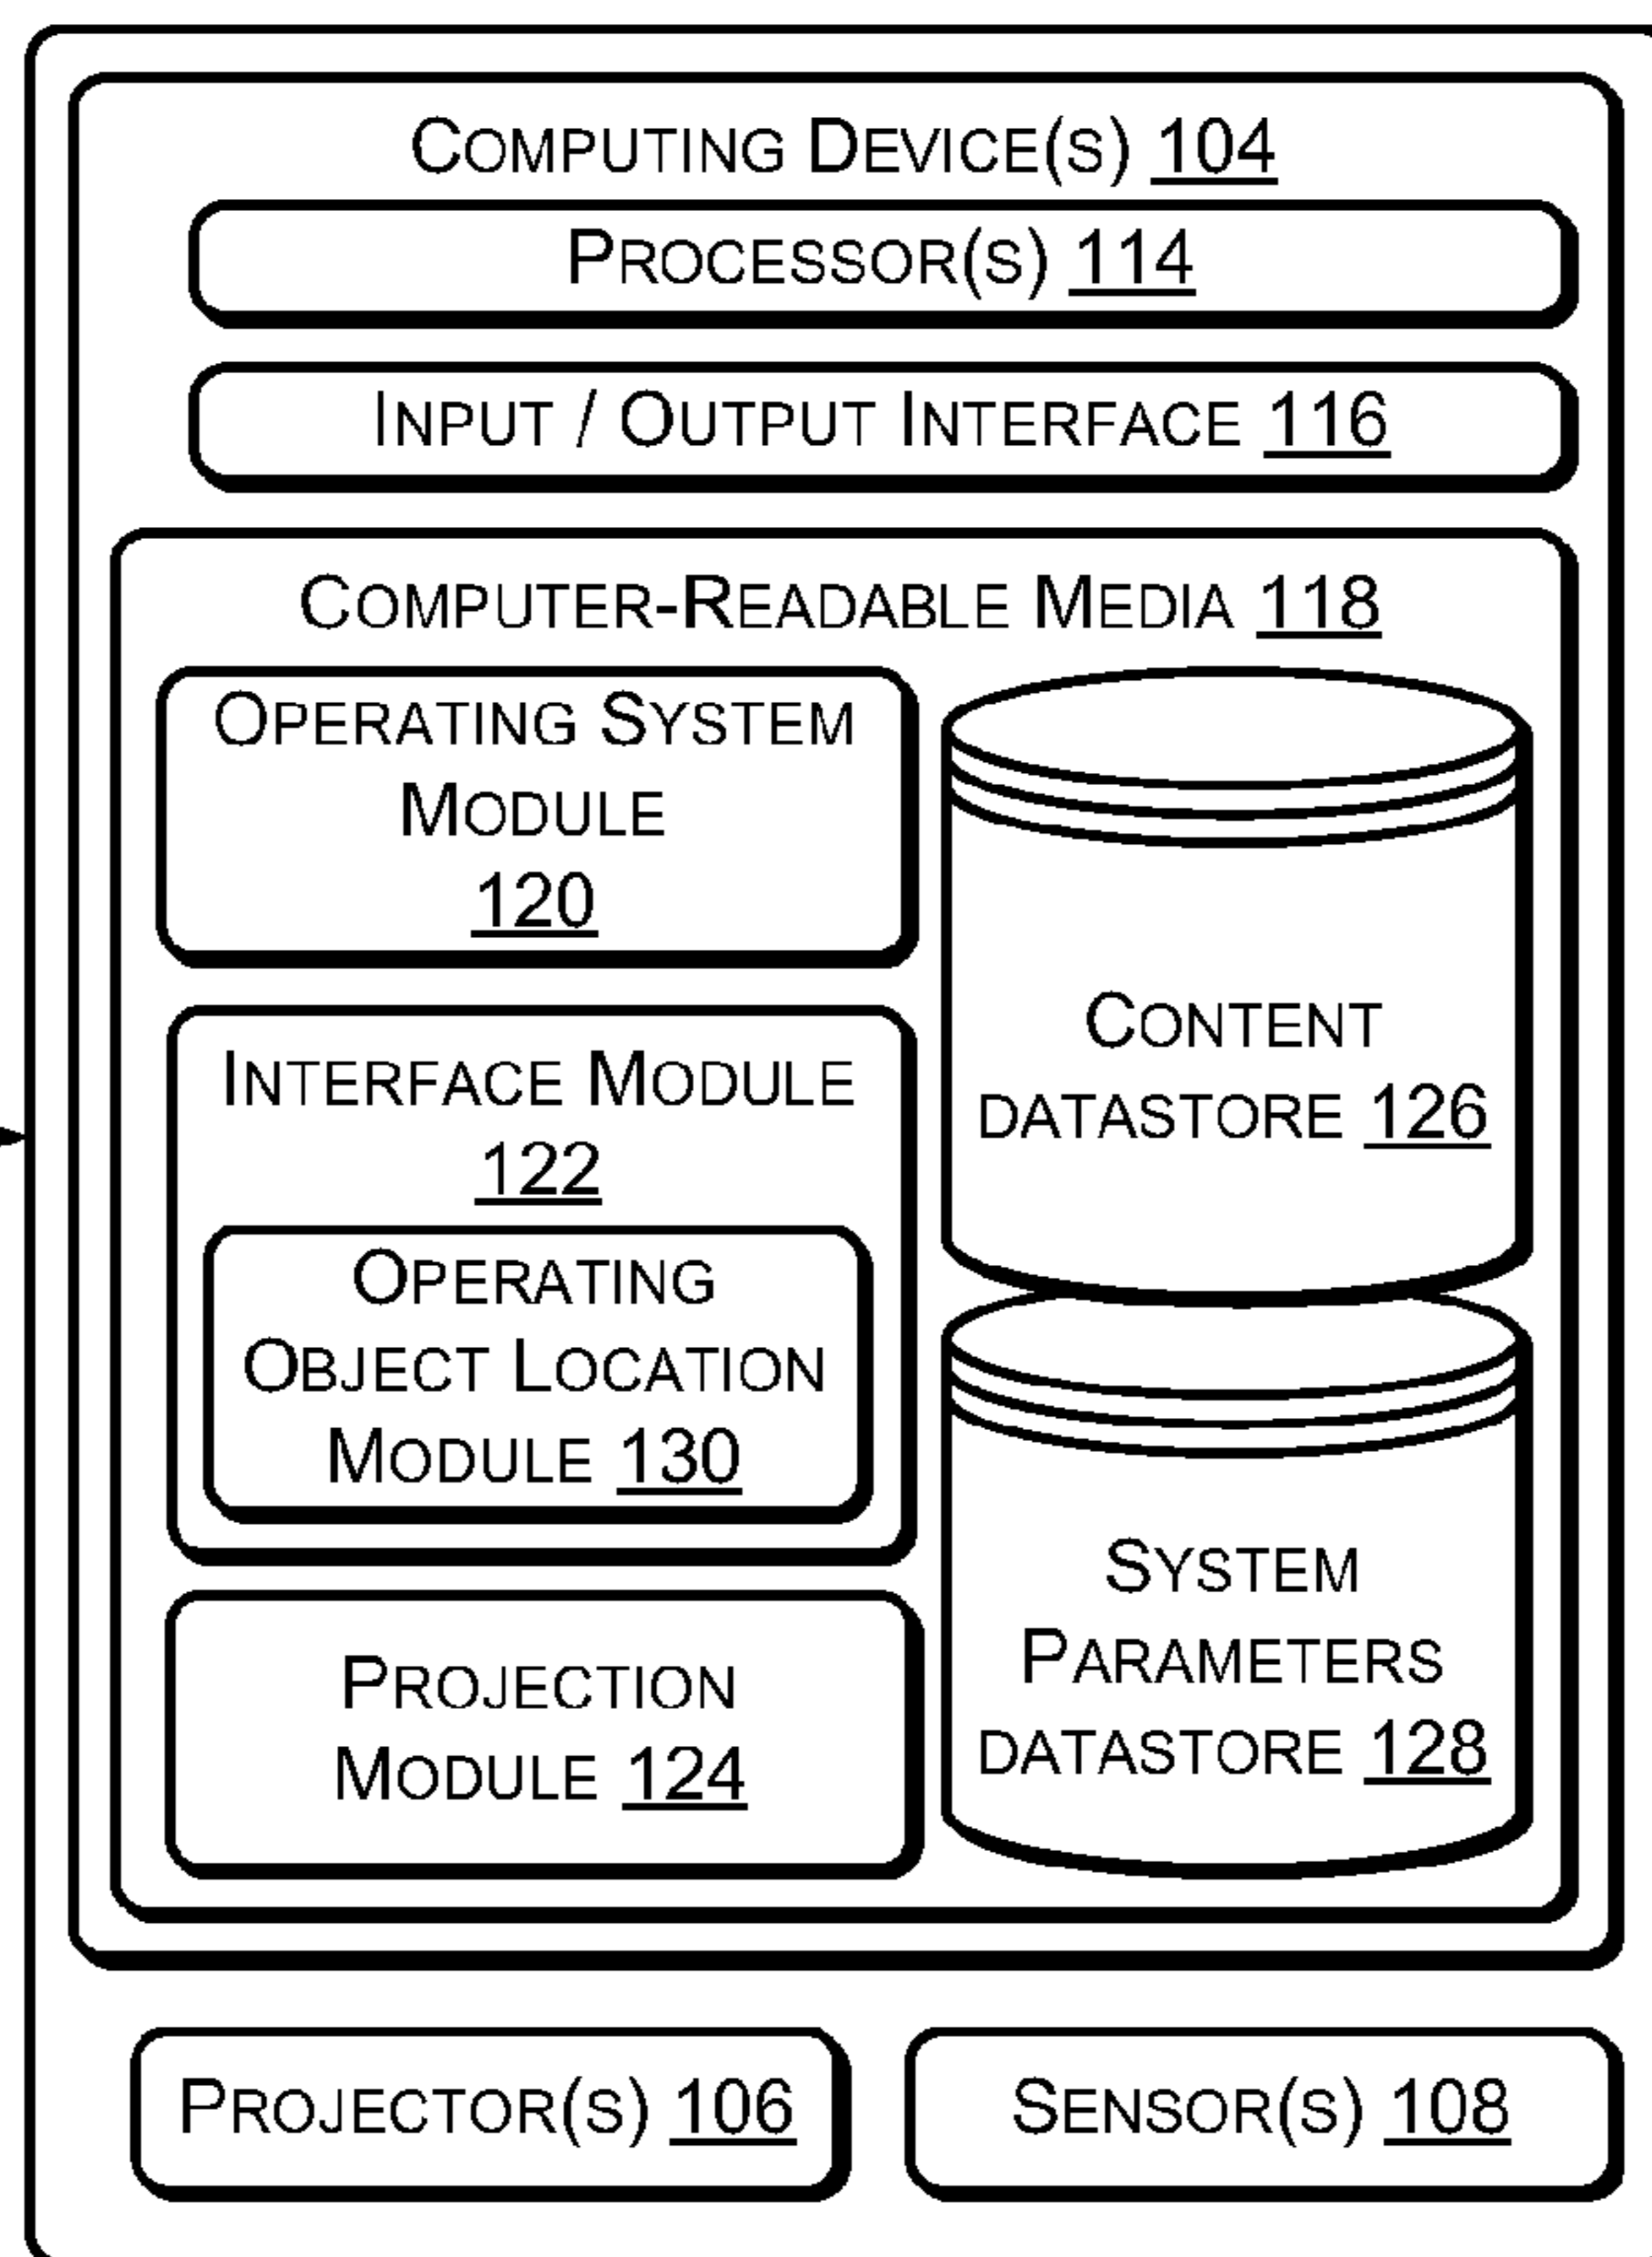 COMPUTING DEVICE(S) 104
PROCESSOR(S) 114
INPUT / OUTPUT INTERFACE 116
COMPUTER-READABLE MEDIA 118
OPERATING SYSTEM
MODULE
120
INTERFACE MODULE
122
OPERATING
OBJECT LOCATION
MODULE 130
PROJECTION
MODULE 124
CONTENT
DATASTORE 126
SYSTEM
PARAMETERS
DATASTORE 128
PROJECTOR(S) 106
SENSOR(S) 108